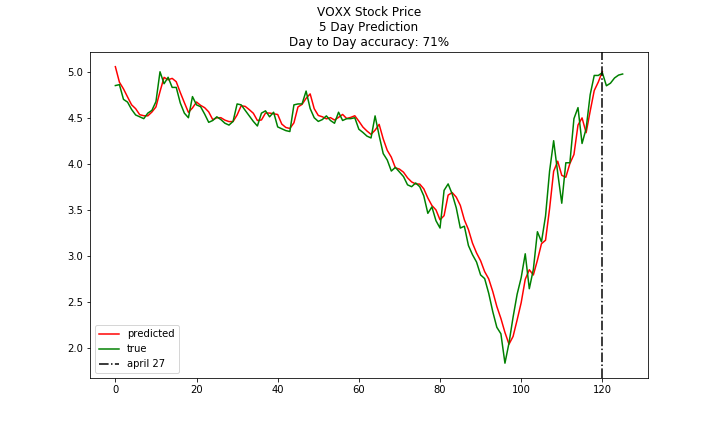 VOXX Stock Price
5 Day Prediction
Day to Day accuracy: 71%
5.0
4.5
4.0
3.5
3.0
2.5
2.0
predicted
true
april 27
0
20
40
60
80
100
120